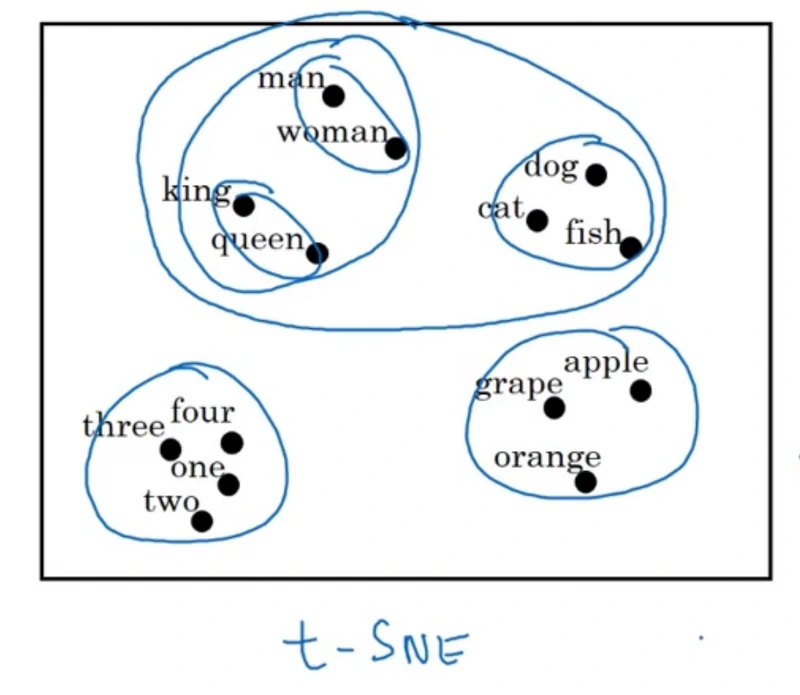 man
woman
king
queen
dog
cat
fish
three
four
one
two
apple
grape
orange
t-SNE